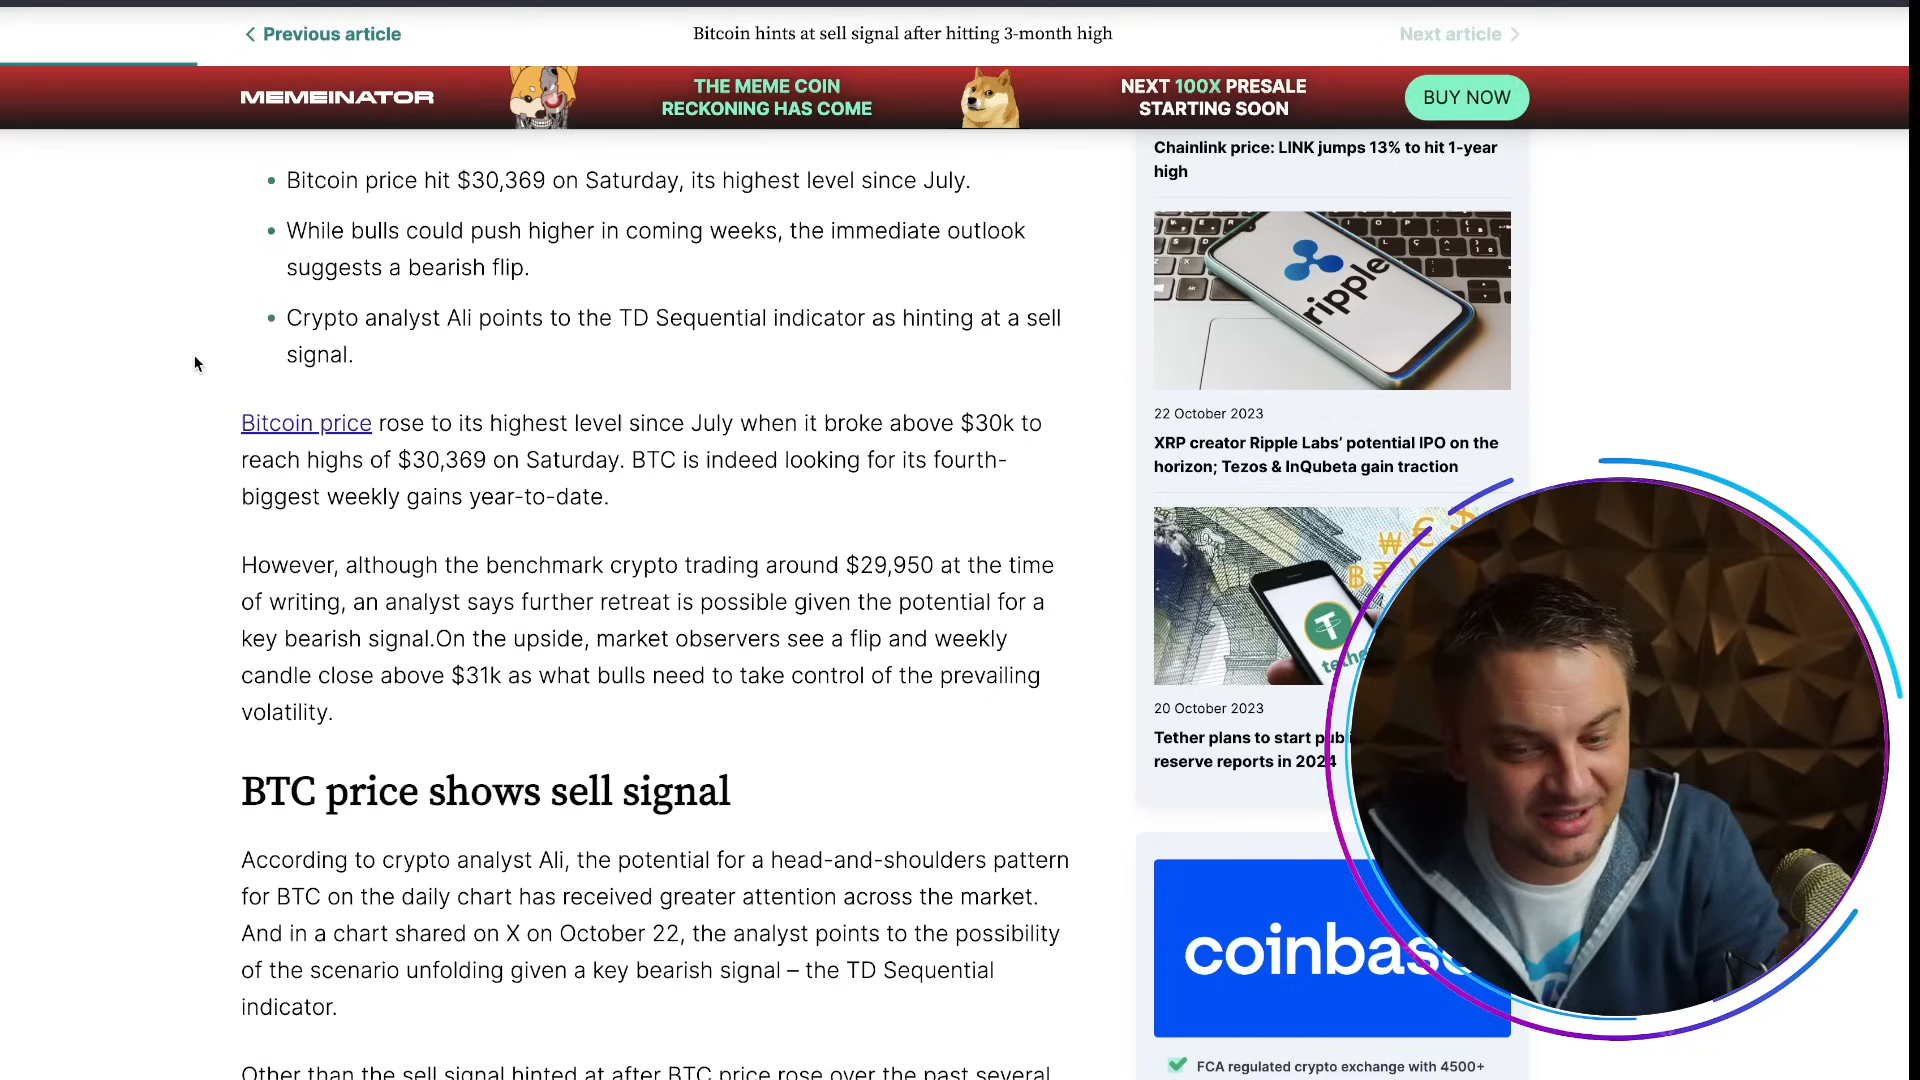 Previous article
Bitcoin hints at sell signal after hitting 3-month high
Next article
MEMEINATOR
THE MEME COIN
RECKONING HAS COME
NEXT 100X PRESALE
STARTING SOON
BUY NOW
Bitcoin price hit $30,369 on Saturday, its highest level since July.
While bulls could push higher in coming weeks, the immediate outlook
suggests a bearish flip.
Crypto analyst Ali points to the TD Sequential indicator as hinting at a sell
signal.
Bitcoin price rose to its highest level since July when it broke above $30k to
reach highs of $30,369 on Saturday. BTC is indeed looking for its fourth-
biggest weekly gains year-to-date.
However, although the benchmark crypto trading around $29,950 at the time
of writing, an analyst says further retreat is possible given the potential for a
key bearish signal.On the upside, market observers see a flip and weekly
candle close above $31k as what bulls need to take control of the prevailing
volatility.
BTC price shows sell signal
According to crypto analyst Ali, the potential for a head-and-shoulders pattern
for BTC on the daily chart has received greater attention across the market.
And in a chart shared on X on October 22, the analyst points to the possibility
of the scenario unfolding given a key bearish signal – the TD Sequential
indicator.
Other than the sell signal hinted at after BTC price rose over the past several
Chainlink price: LINK jumps 13% to hit 1-year
high
ripple
22 October 2023
XRP creator Ripple Labs' potential IPO on the
horizon; Tezos & InQubeta gain traction
tether
20 October 2023
Tether plans to start
reserve reports in 2024
coinbase
FCA regulated crypto exchange with 4500+